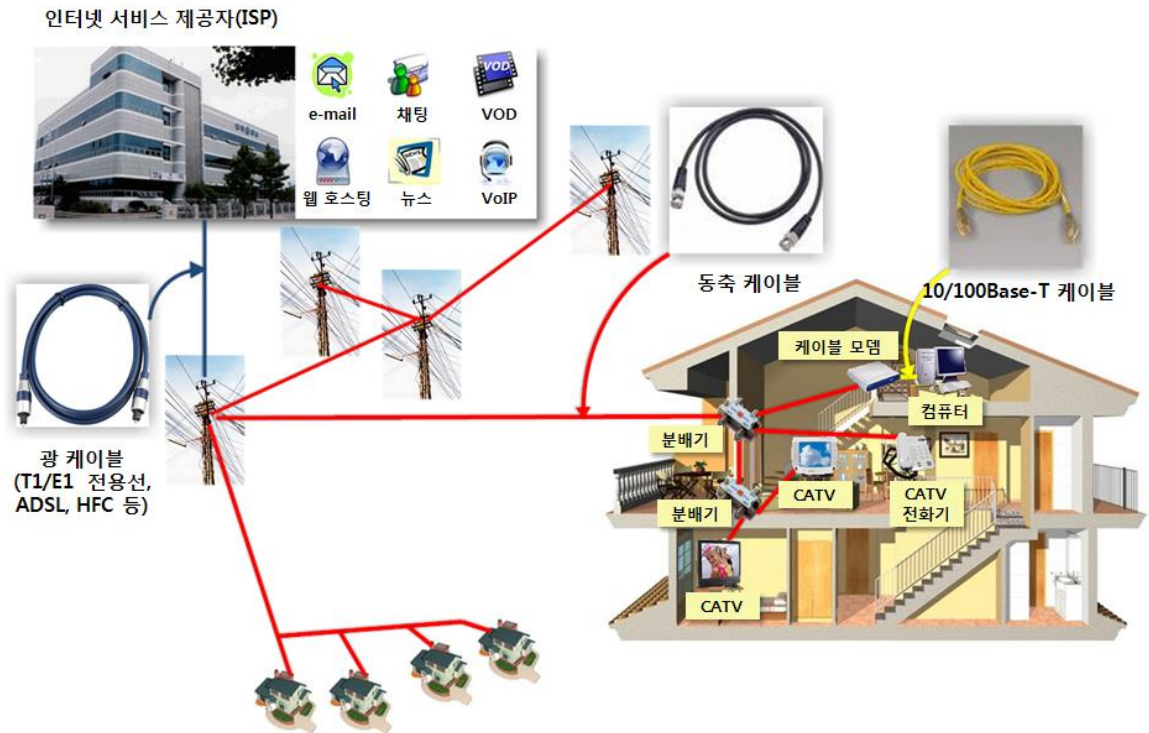 인터넷 서비스 제공자(ISP)
e-mail
채팅
VOD
VOD
웹 호스팅
NEWS
뉴스
VoIP
동축 케이블
10/100Base-T 케이블
광 케이블
(T1/E1 전용선,
ADSL, HFC 등)
케이블 모뎀
컴퓨터
분배기
CATV
CATV
전화기
분배기
CATV